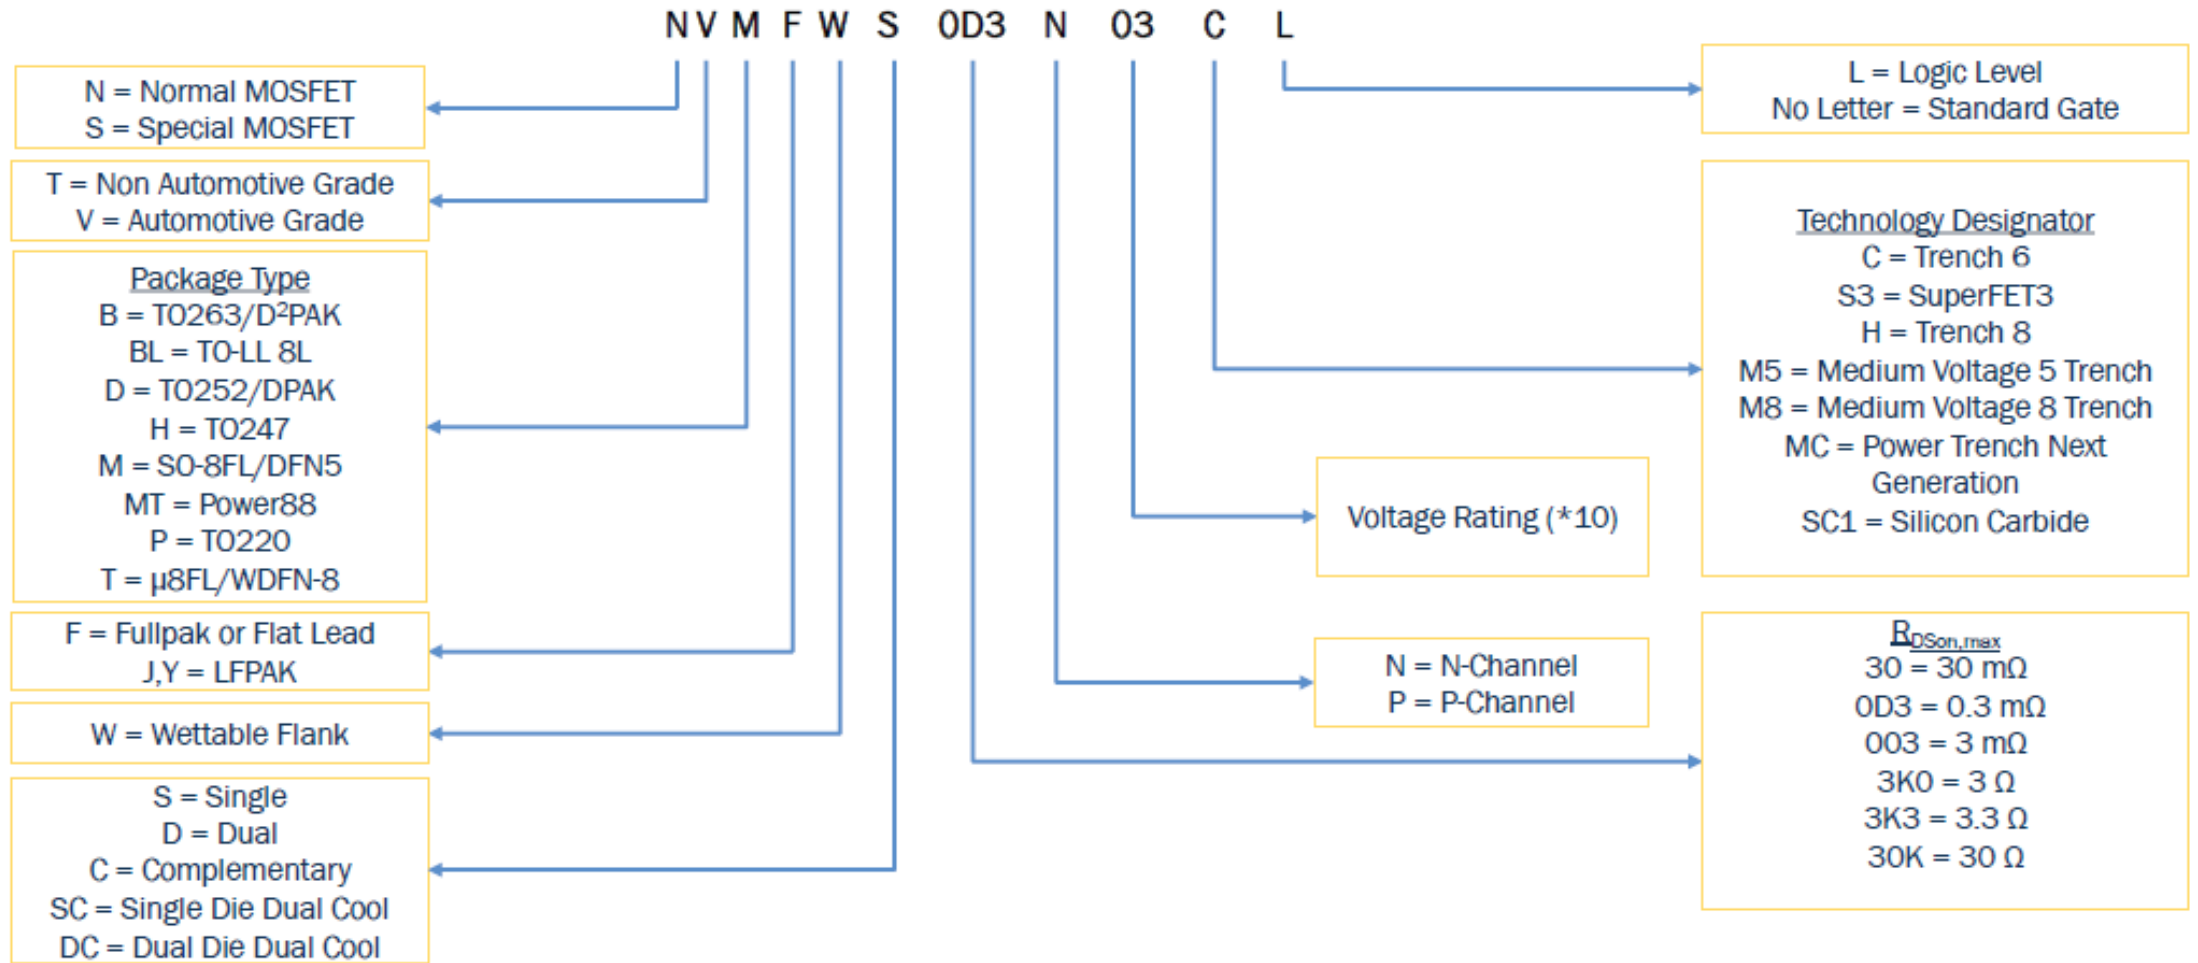 N V M F W S 0D3 N 03 C L
N = Normal MOSFET
S = Special MOSFET
T = Non Automotive Grade
V = Automotive Grade
Package Type
B = TO263/D²PAK
BL = TO-LL 8L
D = TO252/DPAK
H = TO247
M = SO-8FL/DFN5
MT = Power88
P = TO220
T = µ8FL/WDFN-8
F = Fullpak or Flat Lead
J,Y = LFPAK
W = Wettable Flank
S = Single
D = Dual
C = Complementary
SC = Single Die Dual Cool
DC = Dual Die Dual Cool
L = Logic Level
No Letter = Standard Gate
Technology Designator
C = Trench 6
S3 = SuperFET3
H = Trench 8
M5 = Medium Voltage 5 Trench
M8 = Medium Voltage 8 Trench
MC = Power Trench Next
Generation
SC1 = Silicon Carbide
Voltage Rating (*10)
N = N-Channel
P = P-Channel
RDSon,max
30 = 30 mΩ
0D3 = 0.3 mΩ
003 = 3 mΩ
3K0 = 3 Ω
3K3 = 3.3 Ω
30K = 30 Ω